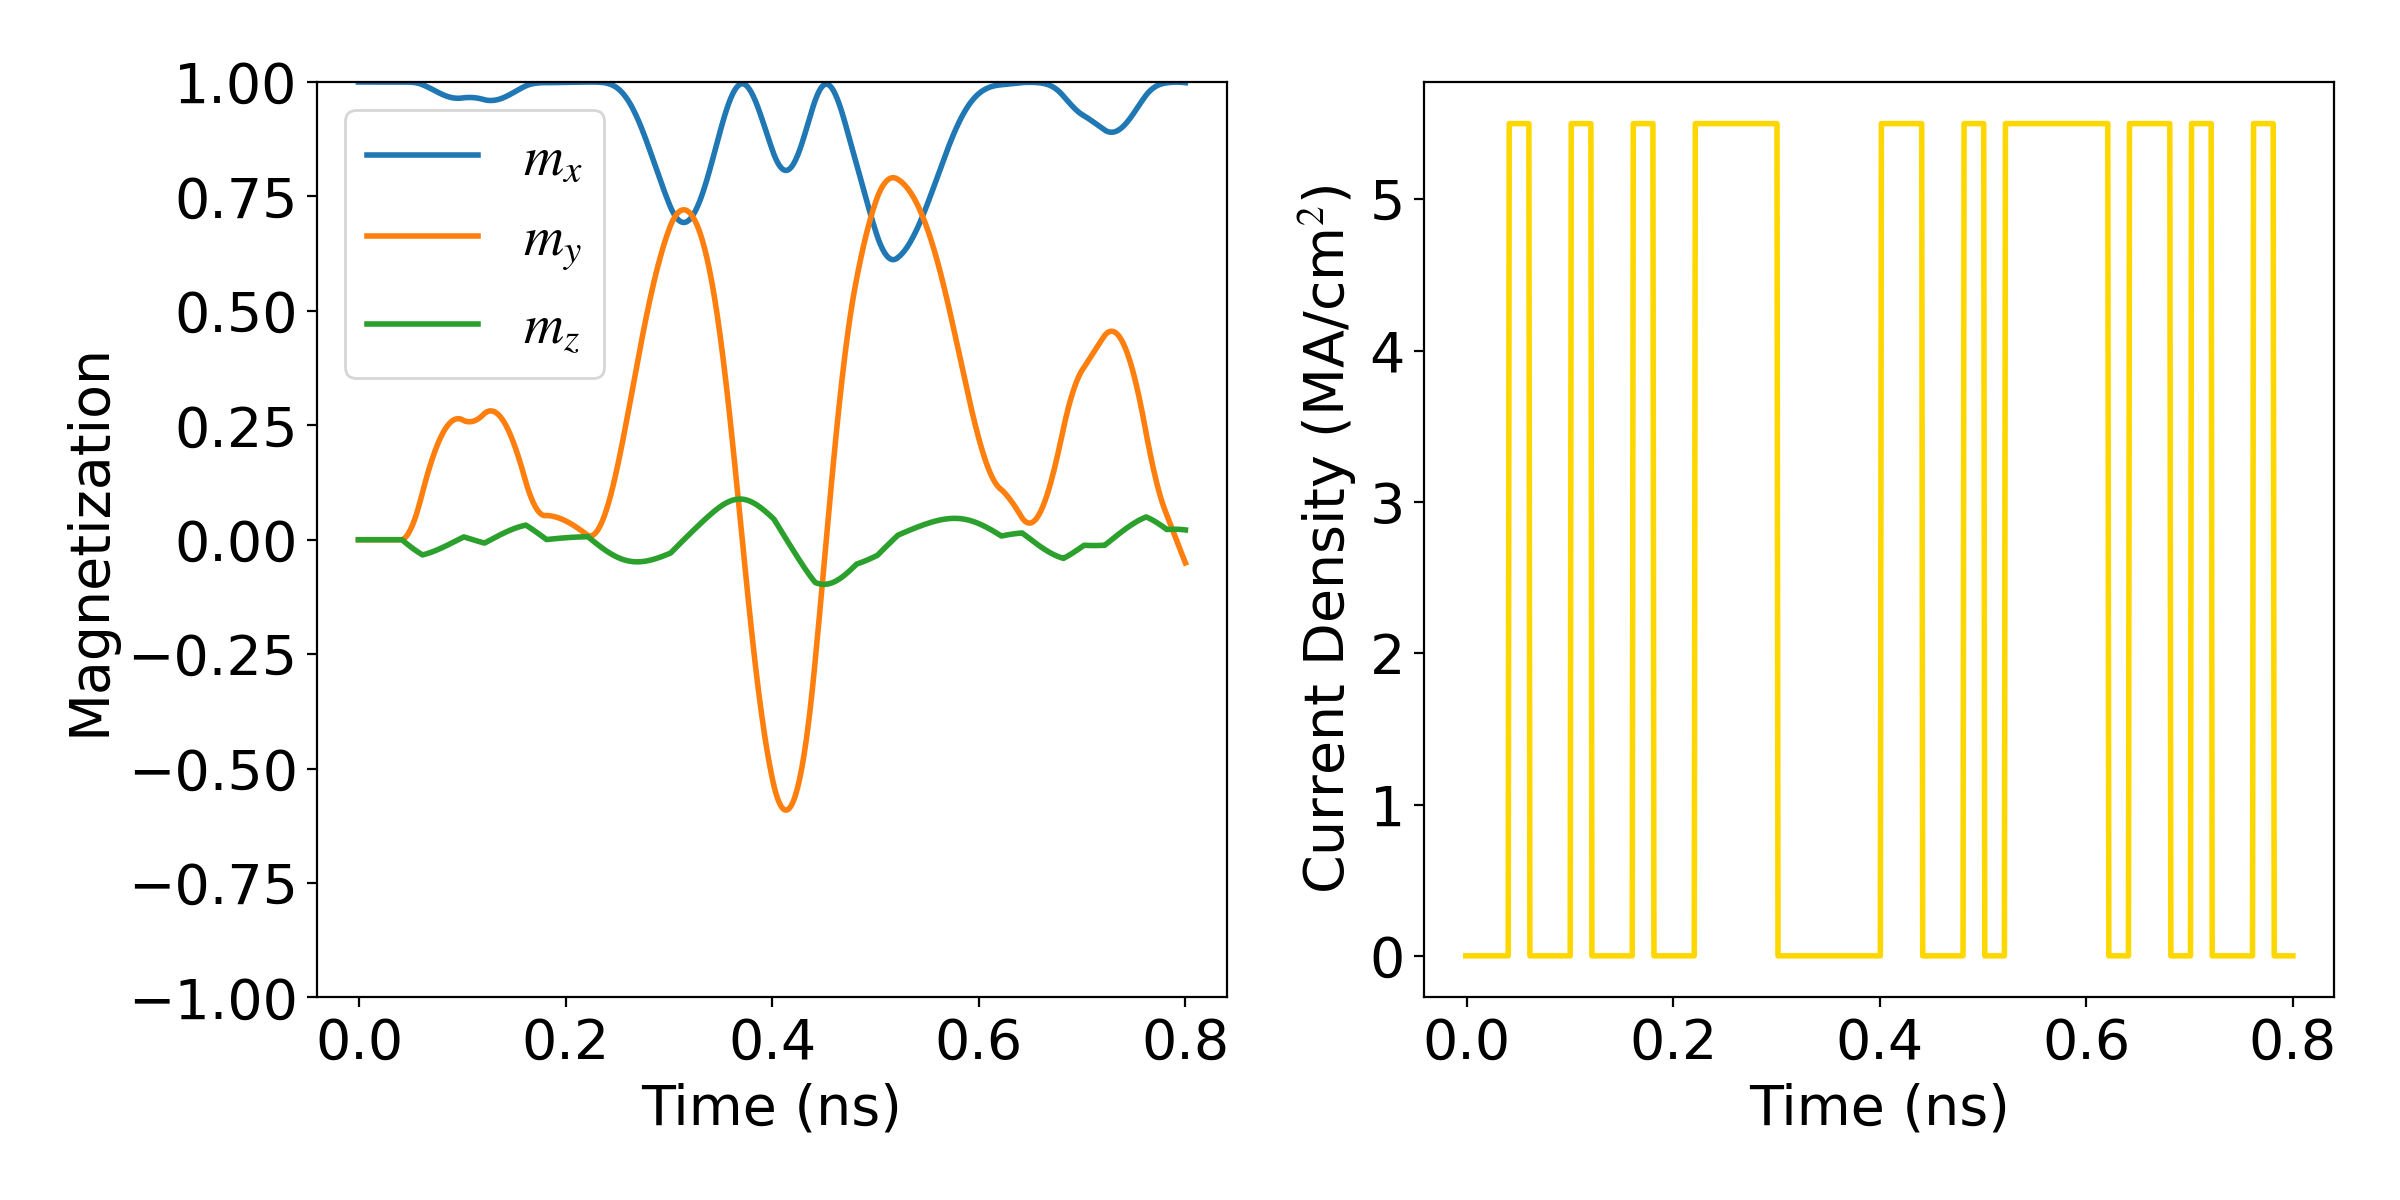 1.00
0.75
0.50
0.25
0.00
−0.25
−0.50
−0.75
−1.00
Magnetization
m_x
m_y
m_z
0.0 0.2 0.4 0.6 0.8
Time (ns)
5
4
3
2
1
0
Current Density (MA/cm²)
0.0 0.2 0.4 0.6 0.8
Time (ns)